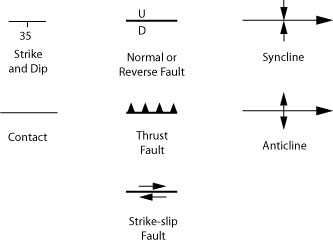 35
Strike
and Dip
U
D
Normal or
Reverse Fault
Syncline
Contact
Thrust
Fault
Anticline
Strike-slip
Fault